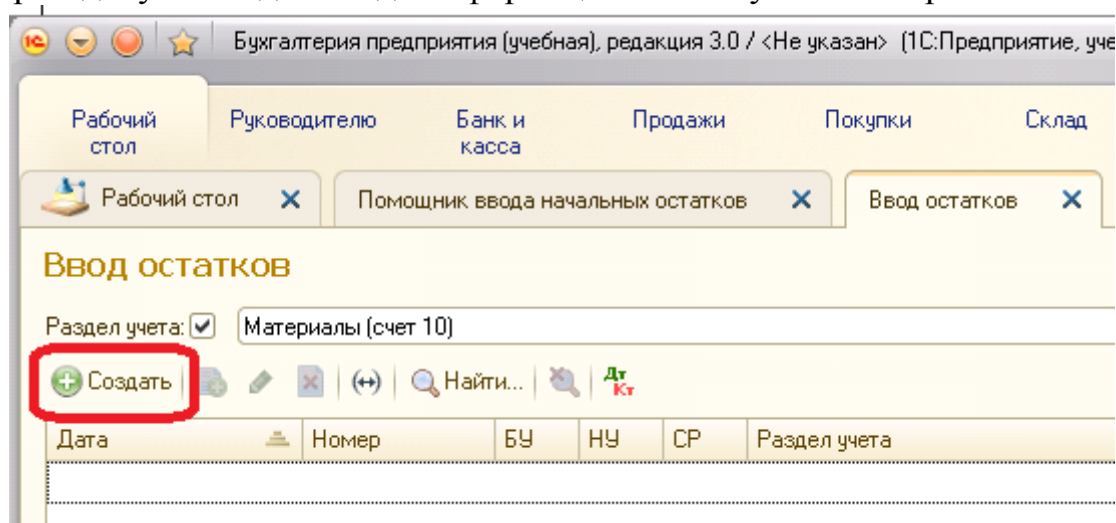 Бухгалтерия предприятия (учебная), редакция 3.0 / <Не указан> (1С:Предприятие, уче
Рабочий стол Руководителю Банк и касса Продажи Покупки Склад
Рабочий стол Помощник ввода начальных остатков Ввод остатков
Ввод остатков
Раздел учета: Материалы (счет 10)
Создать Найти... Дт Кт
Дата Номер БУ НУ СР Раздел учета